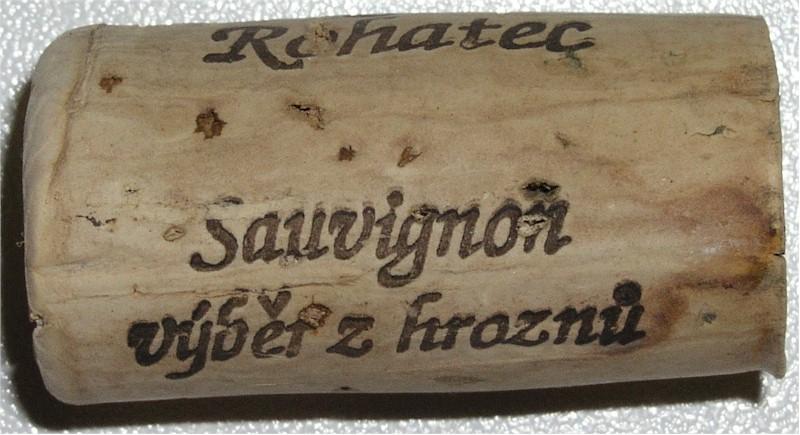 Rohatec
Sauvignon
výběr z hroznů